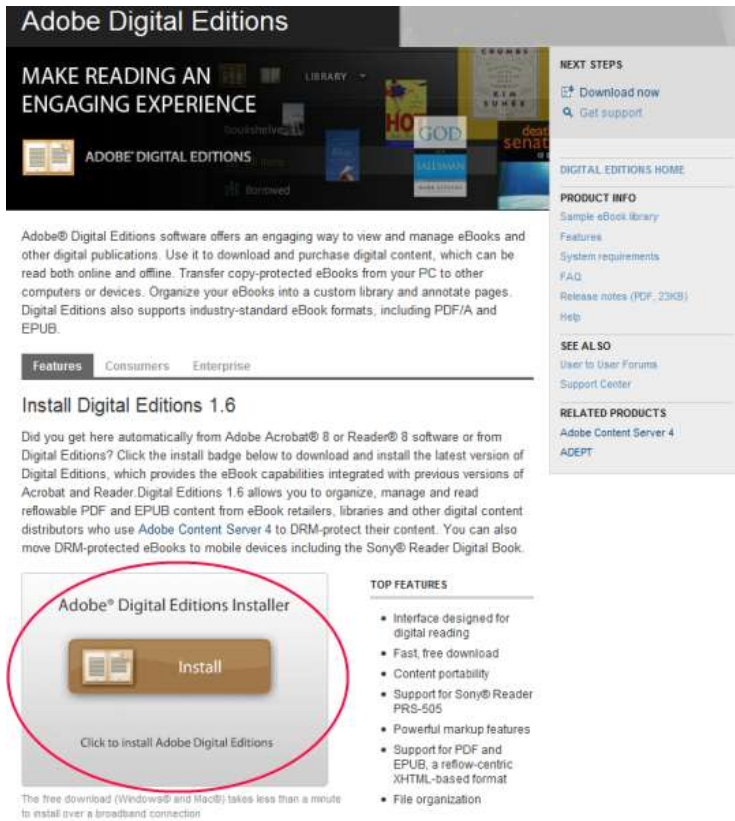 Adobe Digital Editions
MAKE READING AN
ENGAGING EXPERIENCE
ADOBE® DIGITAL EDITIONS
LIBRARY
Bookshelves
Borrowed
CRUMBS
KIM
SUNÉE
HOT
GOD
SALESMAN
death
senat
NEXT STEPS
Download now
Get support
DIGITAL EDITIONS HOME
PRODUCT INFO
Sample eBook library
Features
System requirements
FAQ
Release notes (PDF, 23KB)
Help
SEE ALSO
User to User Forums
Support Center
RELATED PRODUCTS
Adobe Content Server 4
ADEPT
Adobe® Digital Editions software offers an engaging way to view and manage eBooks and
other digital publications. Use it to download and purchase digital content, which can be
read both online and offline. Transfer copy-protected eBooks from your PC to other
computers or devices. Organize your eBooks into a custom library and annotate pages.
Digital Editions also supports industry-standard eBook formats, including PDF/A and
EPUB.
Features Consumers Enterprise
Install Digital Editions 1.6
Did you get here automatically from Adobe Acrobat® 8 or Reader® 8 software or from
Digital Editions? Click the install badge below to download and install the latest version of
Digital Editions, which provides the eBook capabilities integrated with previous versions of
Acrobat and Reader.Digital Editions 1.6 allows you to organize, manage and read
reflowable PDF and EPUB content from eBook retailers, libraries and other digital content
distributors who use Adobe Content Server 4 to DRM-protect their content. You can also
move DRM-protected eBooks to mobile devices including the Sony® Reader Digital Book.
Adobe® Digital Editions Installer
Install
Click to install Adobe Digital Editions
The free download (Windows® and Mac®) takes less than a minute
to install over a broadband connection
TOP FEATURES
Interface designed for
digital reading
Fast, free download
Content portability
Support for Sony® Reader
PRS-505
Powerful markup features
Support for PDF and
EPUB, a reflow-centric
XHTML-based format
File organization